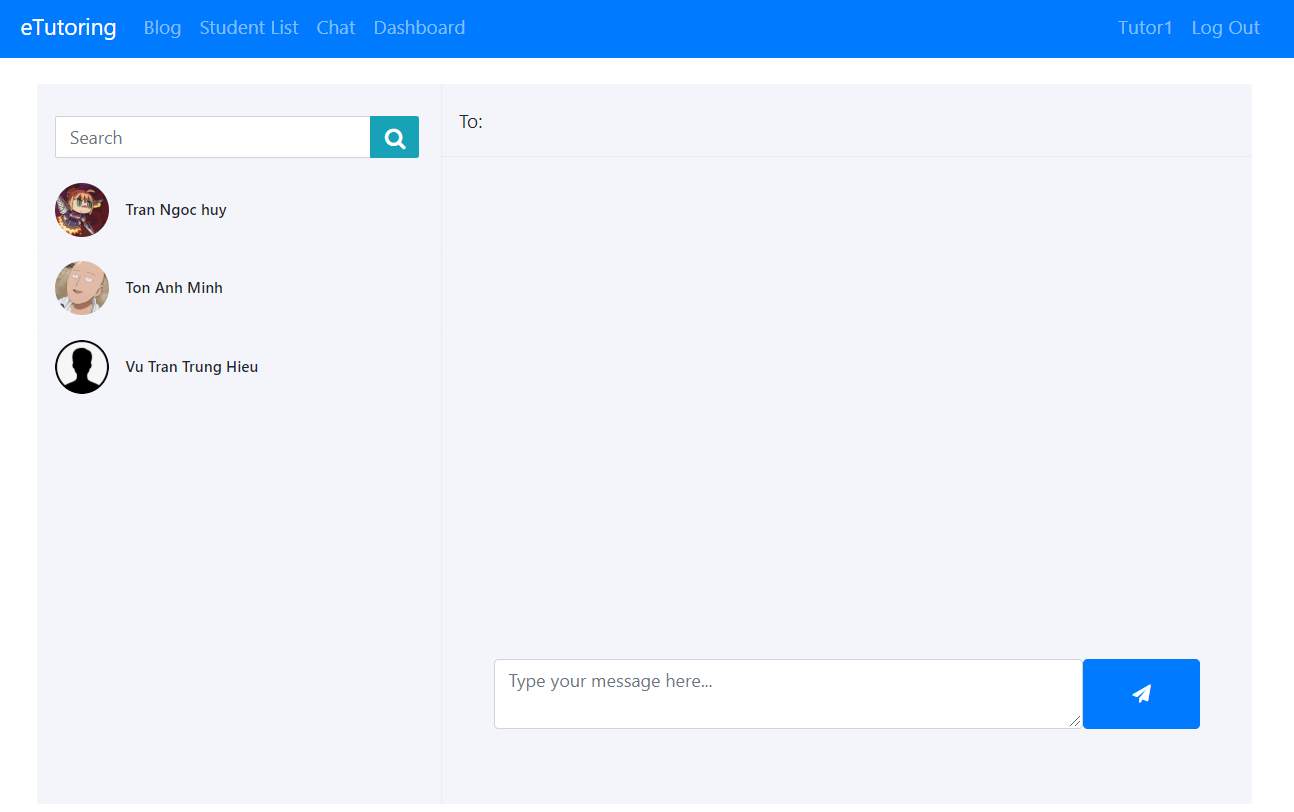 eTutoring Blog Student List Chat Dashboard Tutor1 Log Out
Search
To:
Tran Ngoc huy
Ton Anh Minh
Vu Tran Trung Hieu
Type your message here...